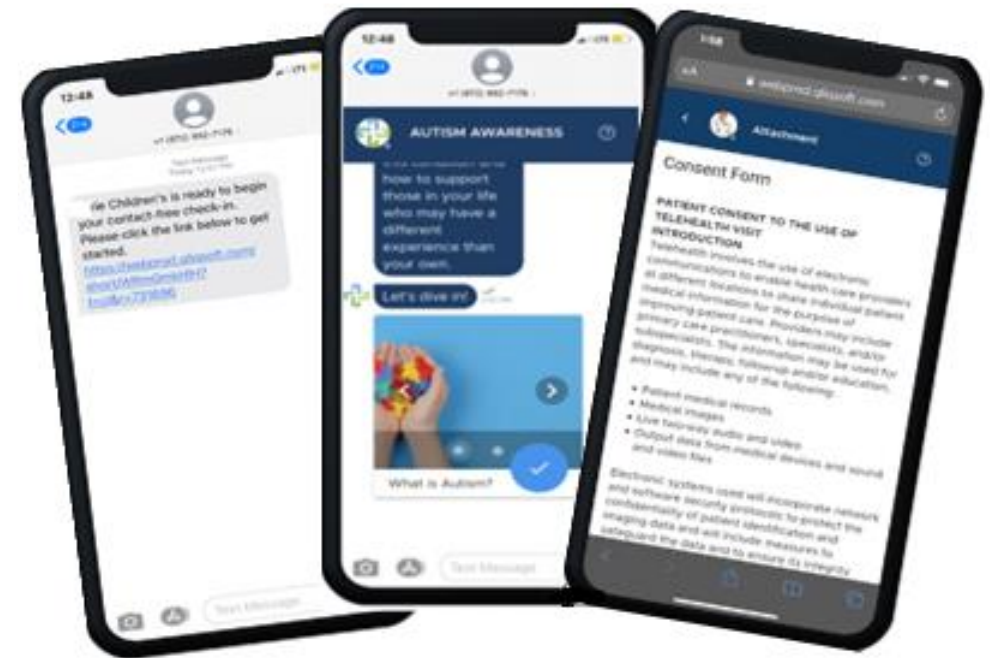 12:48
Text Message
ne Children's is ready to begin
your contact-free check-in.
Please click the link below to get
started.
Text Message
12:48
LTE
AUTISM AWARENESS
how to support
those in your life
who may have a
different
experience than
your own.
Let's dive in!
What is Autism?
Text Message
1:58
AA
Attachment
Consent Form
PATIENT CONSENT TO THE USE OF
TELEHEALTH VISIT
INTRODUCTION
Telehealth involves the use of electronic
communications to enable health care providers
at different locations to share individual patient
medical information for the purpose of
improving patient care. Providers may include
primary care practitioners, specialists, and/or
subspecialists. The information may be used for
diagnosis, therapy, followup and/or education,
and may include any of the following:
• Patient medical records
• Medical images
• Live two-way audio and video
• Output data from medical devices and sound
and video files
Electronic systems used will incorporate network
and software security protocols to protect the
confidentiality of patient identification and
imaging data and will include measures to
safeguard the data and to ensure its integrity